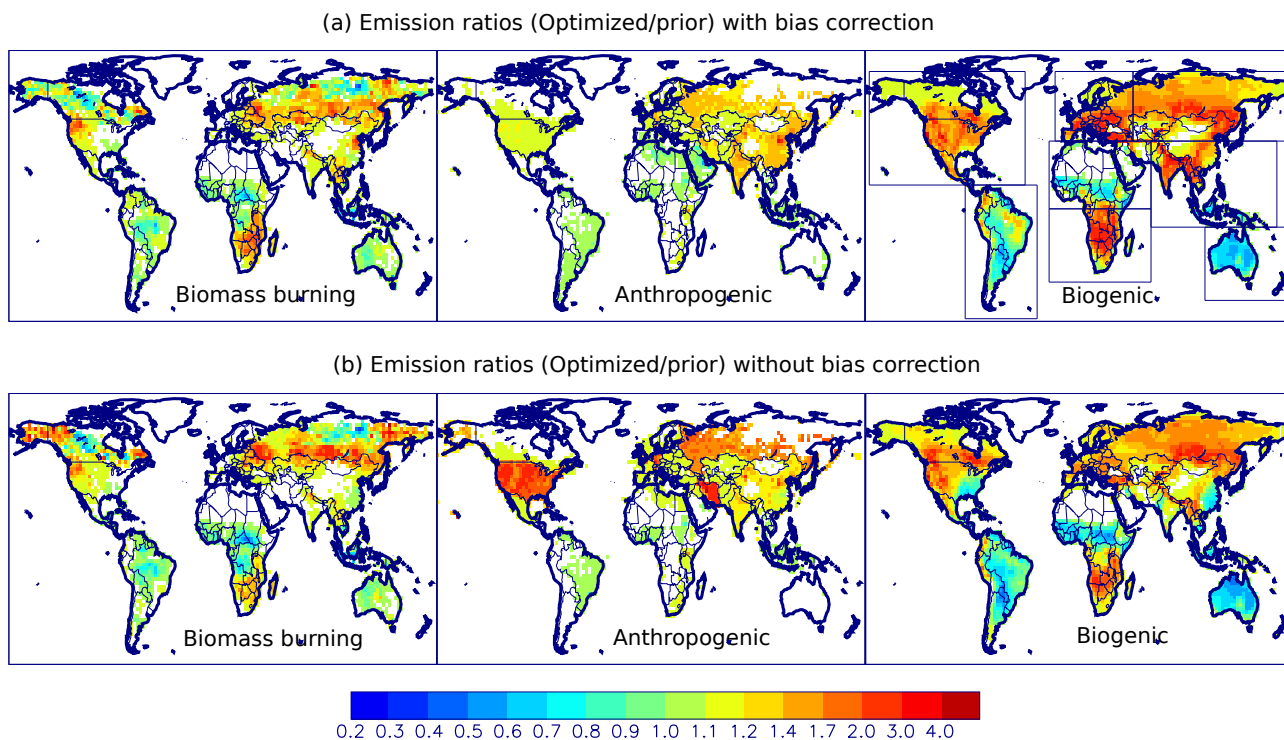 (a) Emission ratios (Optimized/prior) with bias correction
Biomass burning
Anthropogenic
Biogenic
(b) Emission ratios (Optimized/prior) without bias correction
Biomass burning
Anthropogenic
Biogenic
0.2 0.3 0.4 0.5 0.6 0.7 0.8 0.9 1.0 1.1 1.2 1.4 1.7 2.0 3.0 4.0